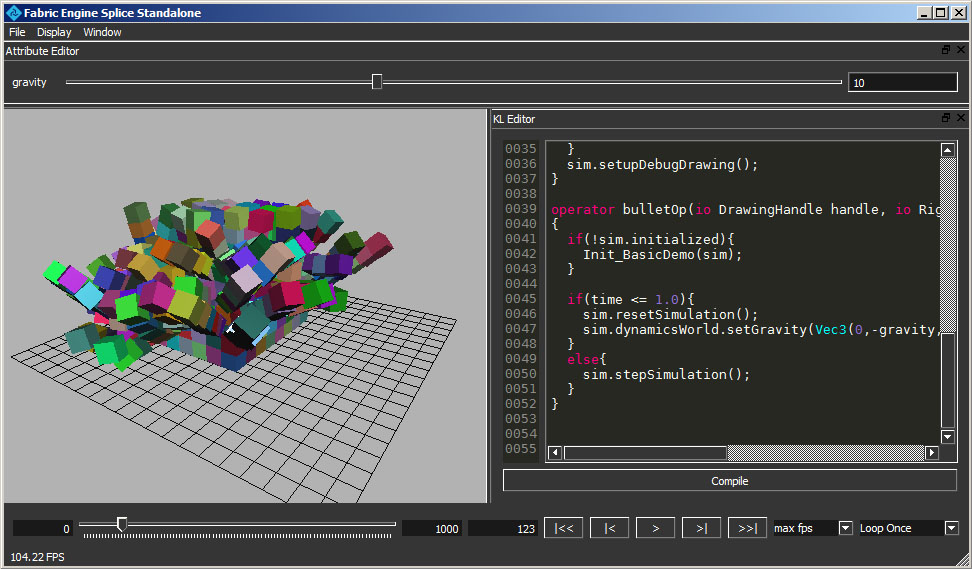 Fabric Engine Splice Standalone
File Display Window
Attribute Editor
gravity 10
KL Editor
0035   }
0036   sim.setupDebugDrawing();
0037 }
0038
0039 operator bulletOp(io DrawingHandle handle, io Rig
0040 {
0041   if(!sim.initialized){
0042     Init_BasicDemo(sim);
0043   }
0044
0045   if(time <= 1.0){
0046     sim.resetSimulation();
0047     sim.dynamicsWorld.setGravity(Vec3(0,-gravity,
0048   }
0049   else{
0050     sim.stepSimulation();
0051   }
0052 }
0053
0054
0055
Compile
0 1000 123 |<< |< > >| >>| max fps Loop Once
104.22 FPS